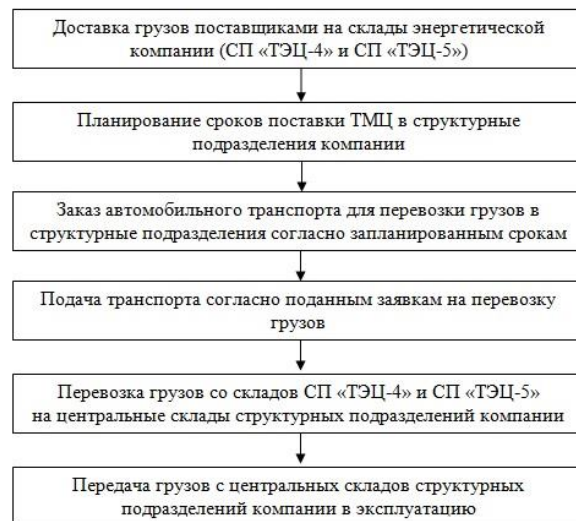 Доставка грузов поставщиками на склады энергетической
компании (СП «ТЭЦ-4» и СП «ТЭЦ-5»)
Планирование сроков поставки ТМЦ в структурные
подразделения компании
Заказ автомобильного транспорта для перевозки грузов в
структурные подразделения согласно запланированным срокам
Подача транспорта согласно поданным заявкам на перевозку
грузов
Перевозка грузов со складов СП «ТЭЦ-4» и СП «ТЭЦ-5»
на центральные склады структурных подразделений компании
Передача грузов с центральных складов структурных
подразделений компании в эксплуатацию